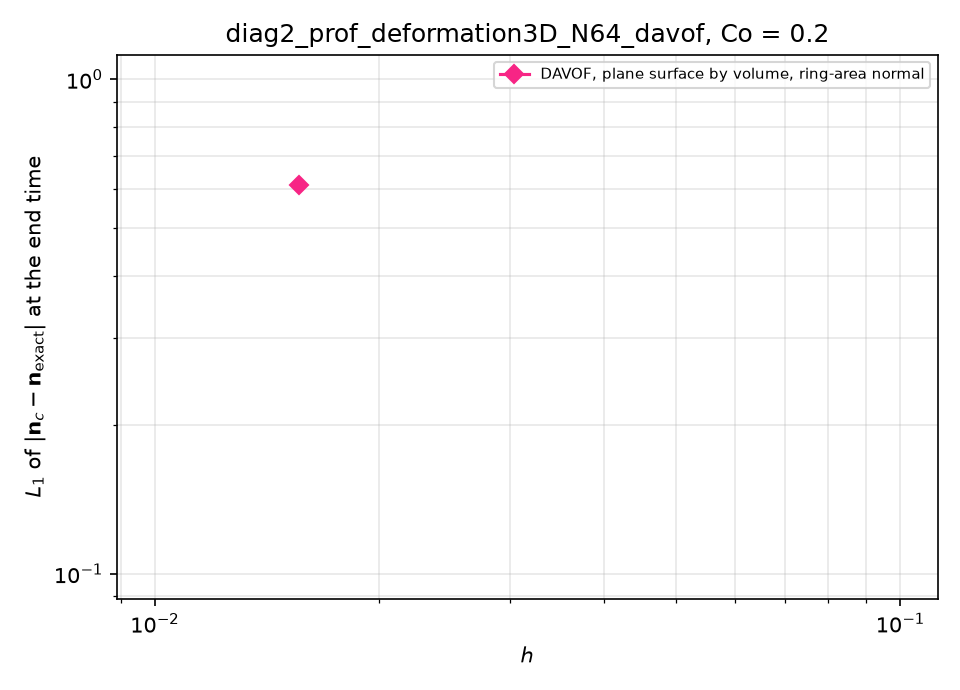 diag2_prof_deformation3D_N64_davof, Co = 0.2
DAVOF, plane surface by volume, ring-area normal
10⁰
10⁻¹
L₁ of |n_c − n_exact| at the end time
10⁻²
10⁻¹
h